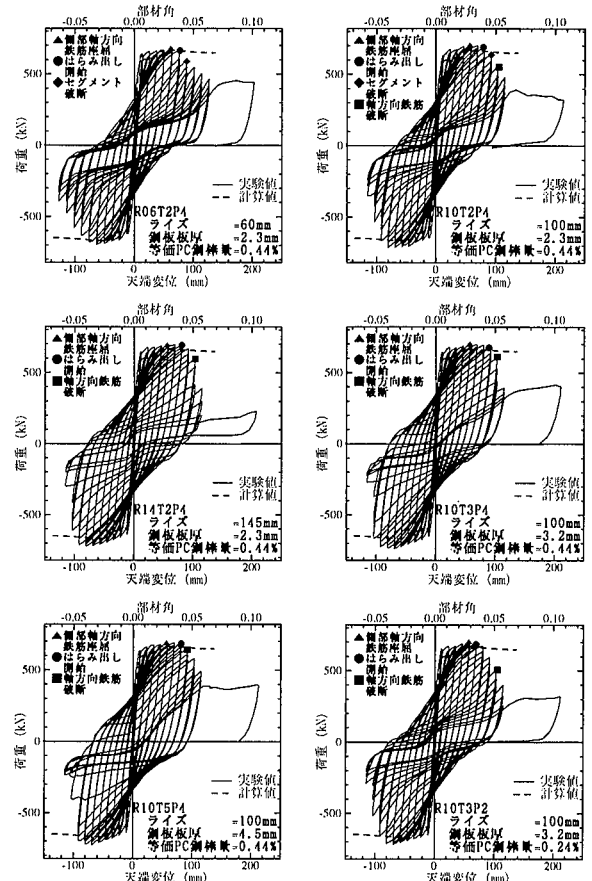 部材角
-0.05 0.00 0.05 0.10
▲側部軸方向
鉄筋座屈
●はらみ出し
開始
◆セグメント
破断
荷重 (kN)
500
0
-500
実験値
計算値
R06T2P4
ライズ =60mm
鋼板板厚 =2.3mm
等価PC鋼棒量=0.44%
-100 0 100 200
天端変位 (mm)
部材角
-0.05 0.00 0.05 0.10
▲側部軸方向
鉄筋座屈
●はらみ出し
開始
◆セグメント
破断
■軸方向鉄筋
破断
荷重 (kN)
500
0
-500
実験値
計算値
R10T2P4
ライズ =100mm
鋼板板厚 =2.3mm
等価PC鋼棒量=0.44%
-100 0 100 200
天端変位 (mm)
部材角
-0.05 0.00 0.05 0.10
▲側部軸方向
鉄筋座屈
●はらみ出し
開始
■軸方向鉄筋
破断
荷重 (kN)
500
0
-500
実験値
計算値
R14T2P4
ライズ =145mm
鋼板板厚 =2.3mm
等価PC鋼棒量=0.44%
-100 0 100 200
天端変位 (mm)
部材角
-0.05 0.00 0.05 0.10
▲側部軸方向
鉄筋座屈
●はらみ出し
開始
■軸方向鉄筋
破断
荷重 (kN)
500
0
-500
実験値
計算値
R10T3P4
ライズ =100mm
鋼板板厚 =3.2mm
等価PC鋼棒量=0.44%
-100 0 100 200
天端変位 (mm)
部材角
-0.05 0.00 0.05 0.10
▲側部軸方向
鉄筋座屈
●はらみ出し
開始
■軸方向鉄筋
破断
荷重 (kN)
500
0
-500
実験値
計算値
R10T5P4
ライズ =100mm
鋼板板厚 =4.5mm
等価PC鋼棒量=0.44%
-100 0 100 200
天端変位 (mm)
部材角
-0.05 0.00 0.05 0.10
▲側部軸方向
鉄筋座屈
●はらみ出し
開始
■軸方向鉄筋
破断
荷重 (kN)
500
0
-500
実験値
計算値
R10T3P2
ライズ =100mm
鋼板板厚 =3.2mm
等価PC鋼棒量=0.24%
-100 0 100 200
天端変位 (mm)